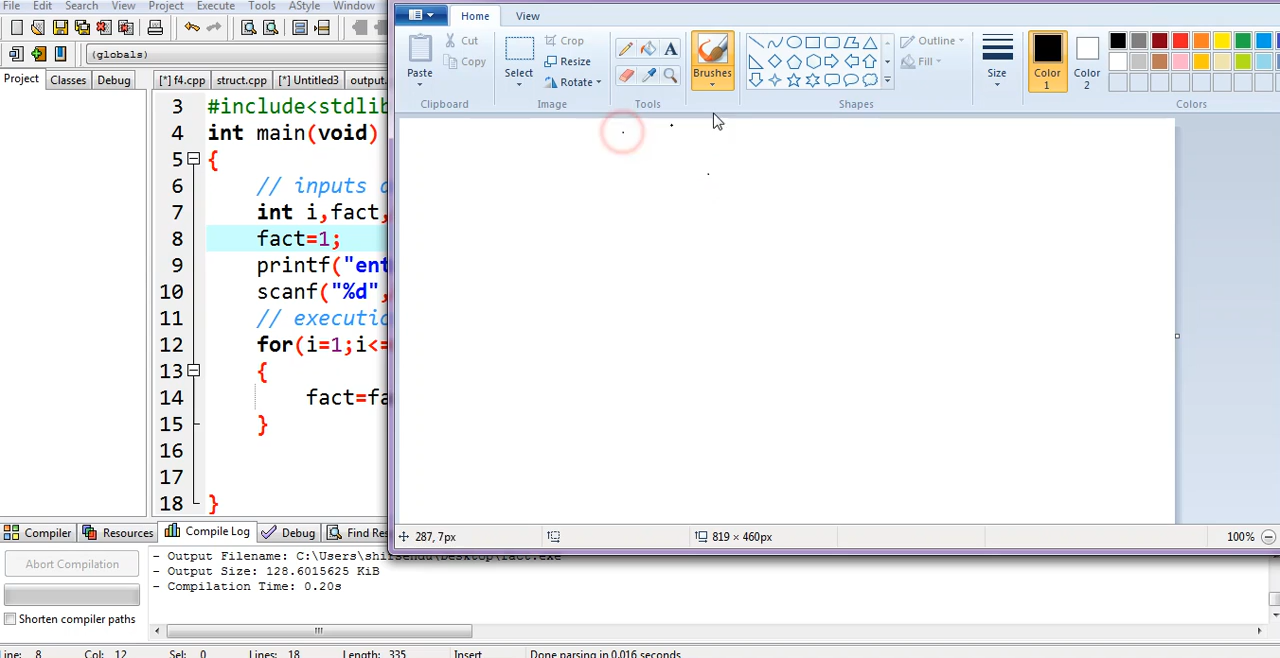 File Edit Search View Project Execute Tools AStyle Window
(globals)
Project Classes Debug
[*] f4.cpp struct.cpp [*] Untitled3 output.
3 #include<stdlib
4 int main(void)
5 {
6 // inputs
7 int i,fact,
8 fact=1;
9 printf("ent
10 scanf("%d",
11 // executio
12 for(i=1;i<=
13 {
14 fact=fa
15 }
16
17
18 }
Compiler Resources Compile Log Debug Find Res
Abort Compilation
Shorten compiler paths
- Output Filename: C:\Users\shirsendu\Desktop\fact.exe
- Output Size: 128.6015625 KiB
- Compilation Time: 0.20s
Line: 8 Col: 12 Sel: 0 Lines: 18 Length: 335 Insert Done parsing in 0.016 seconds
Home View
Paste
Cut
Copy
Clipboard
Select
Crop
Resize
Rotate
Image
A
Tools
Brushes
Outline
Fill
Shapes
Size
Color 1
Color 2
Colors
287, 7px
819 × 460px
100%